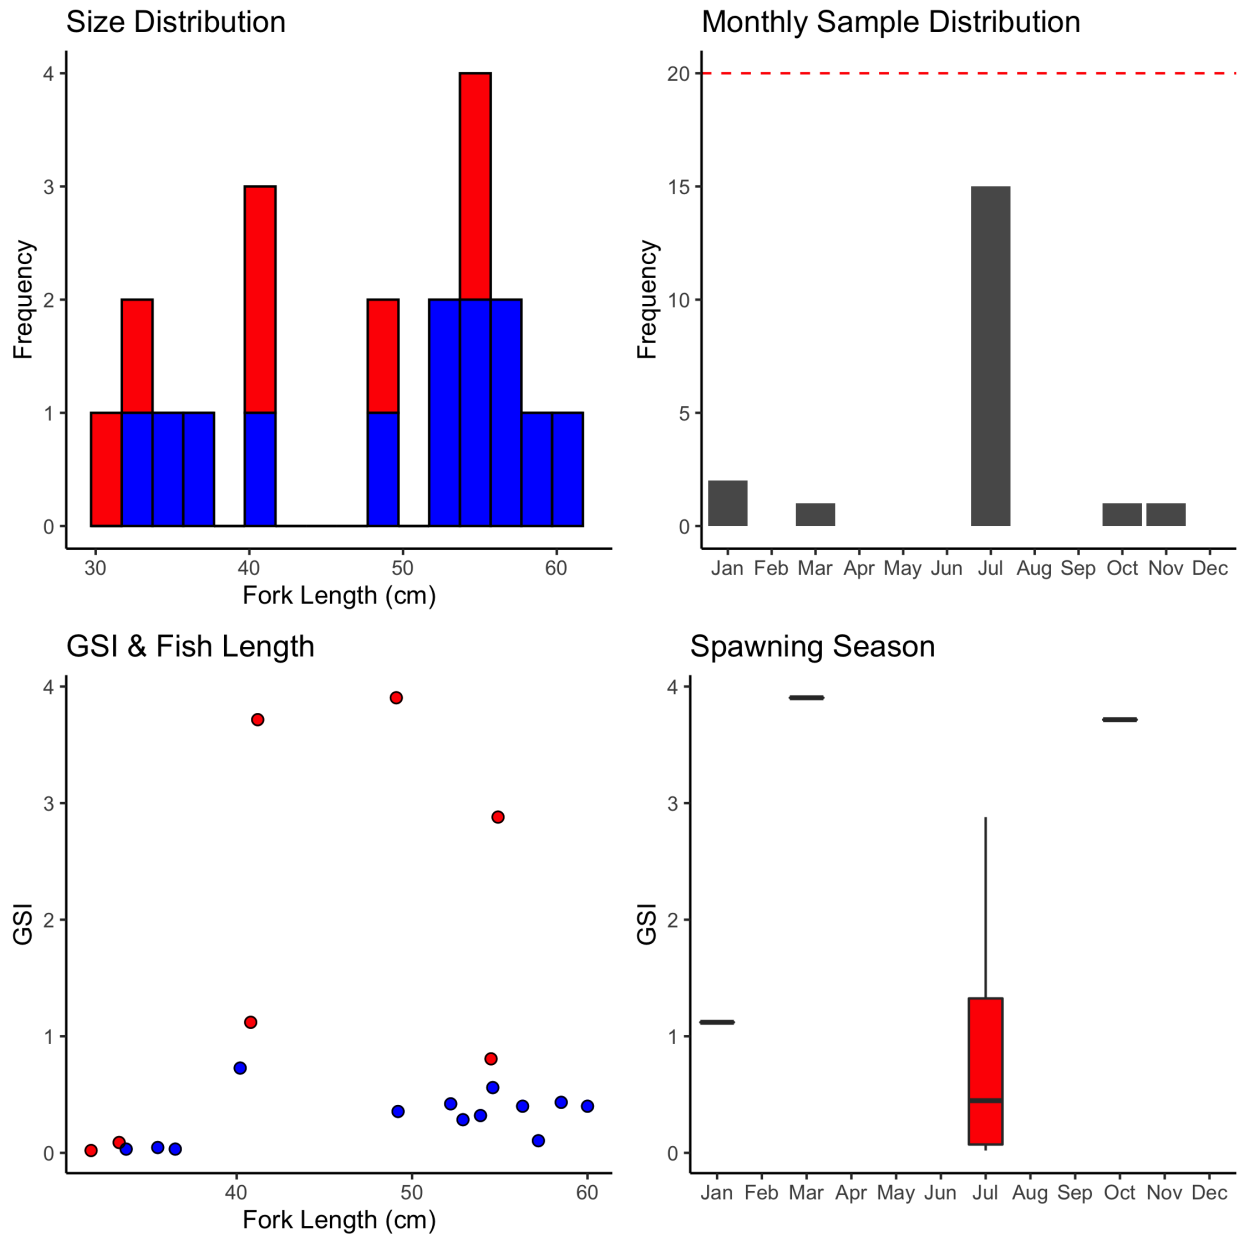 Size Distribution
Frequency
4
3
2
1
0
30 40 50 60
Fork Length (cm)
Monthly Sample Distribution
Frequency
20
15
10
5
0
Jan Feb Mar Apr May Jun Jul Aug Sep Oct Nov Dec
GSI & Fish Length
GSI
4
3
2
1
0
40 50 60
Fork Length (cm)
Spawning Season
GSI
4
3
2
1
0
Jan Feb Mar Apr May Jun Jul Aug Sep Oct Nov Dec